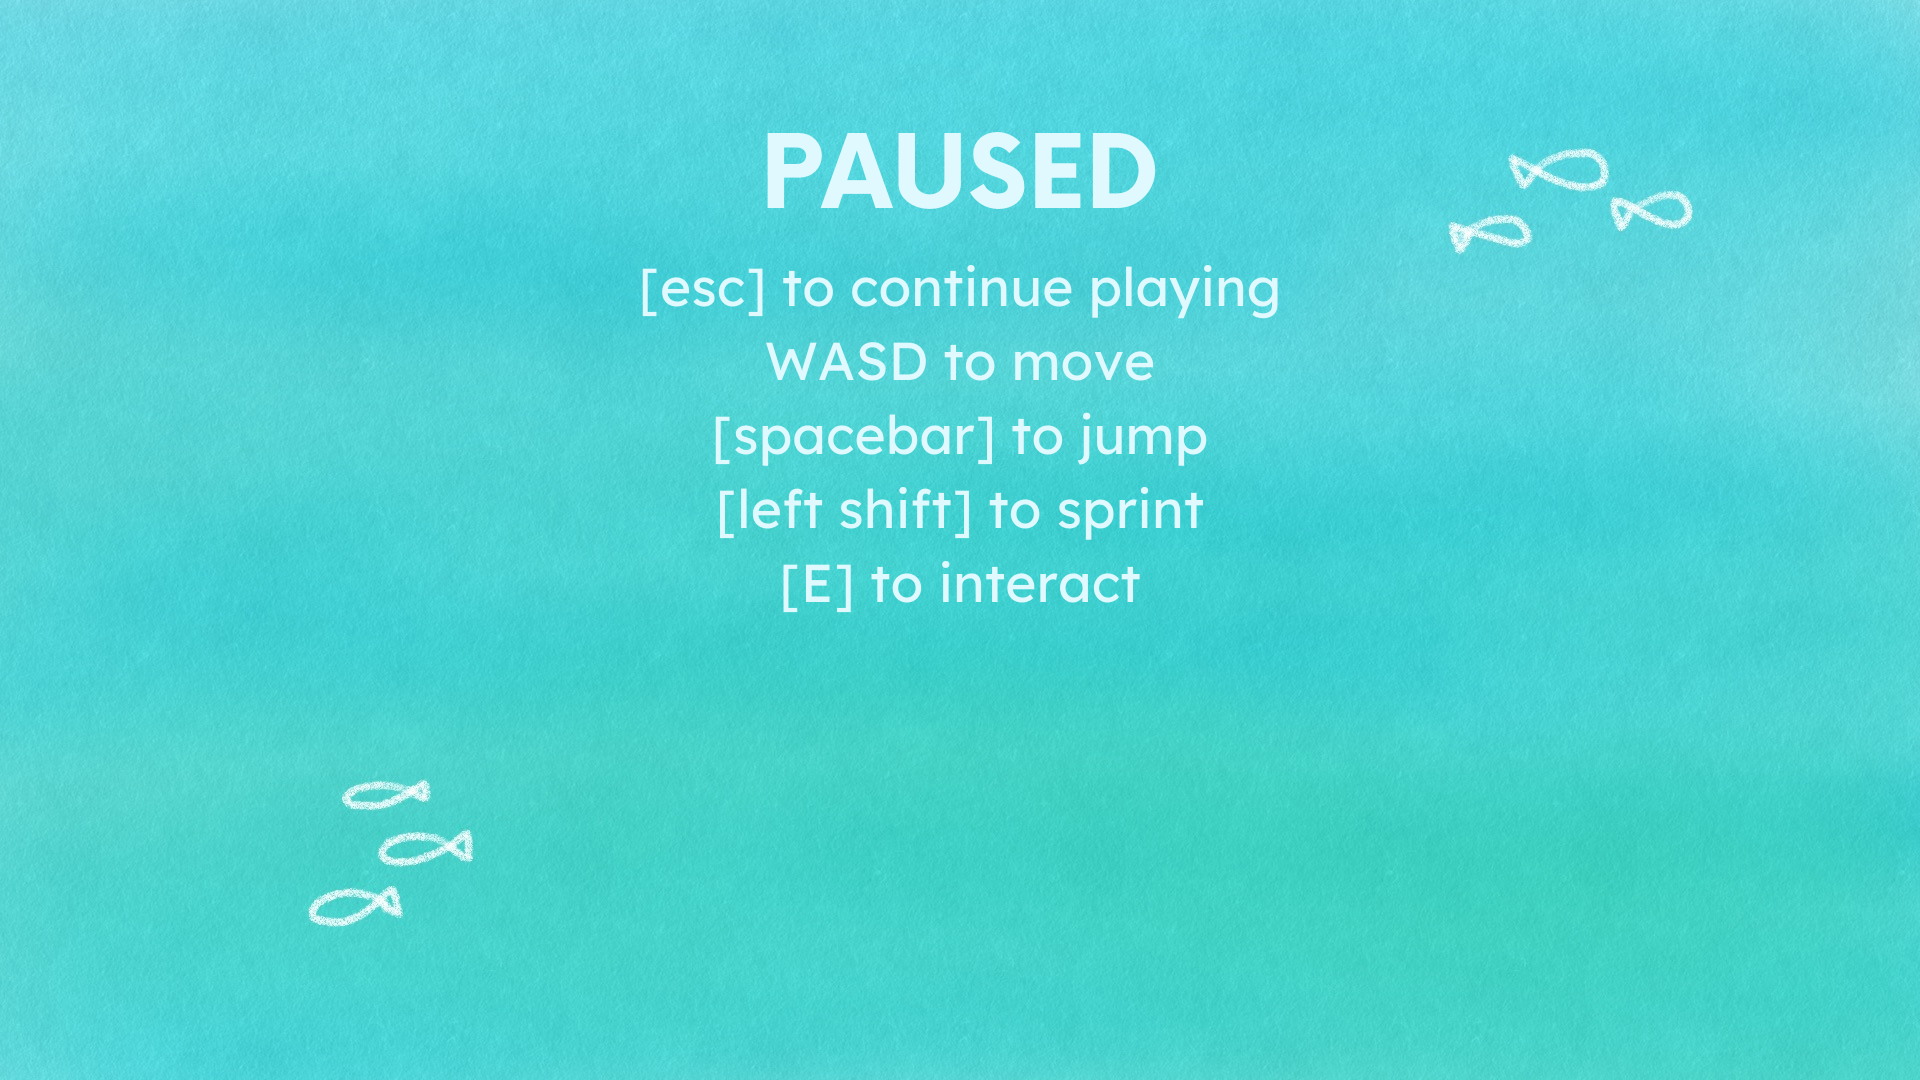 PAUSED
[esc] to continue playing
WASD to move
[spacebar] to jump
[left shift] to sprint
[E] to interact